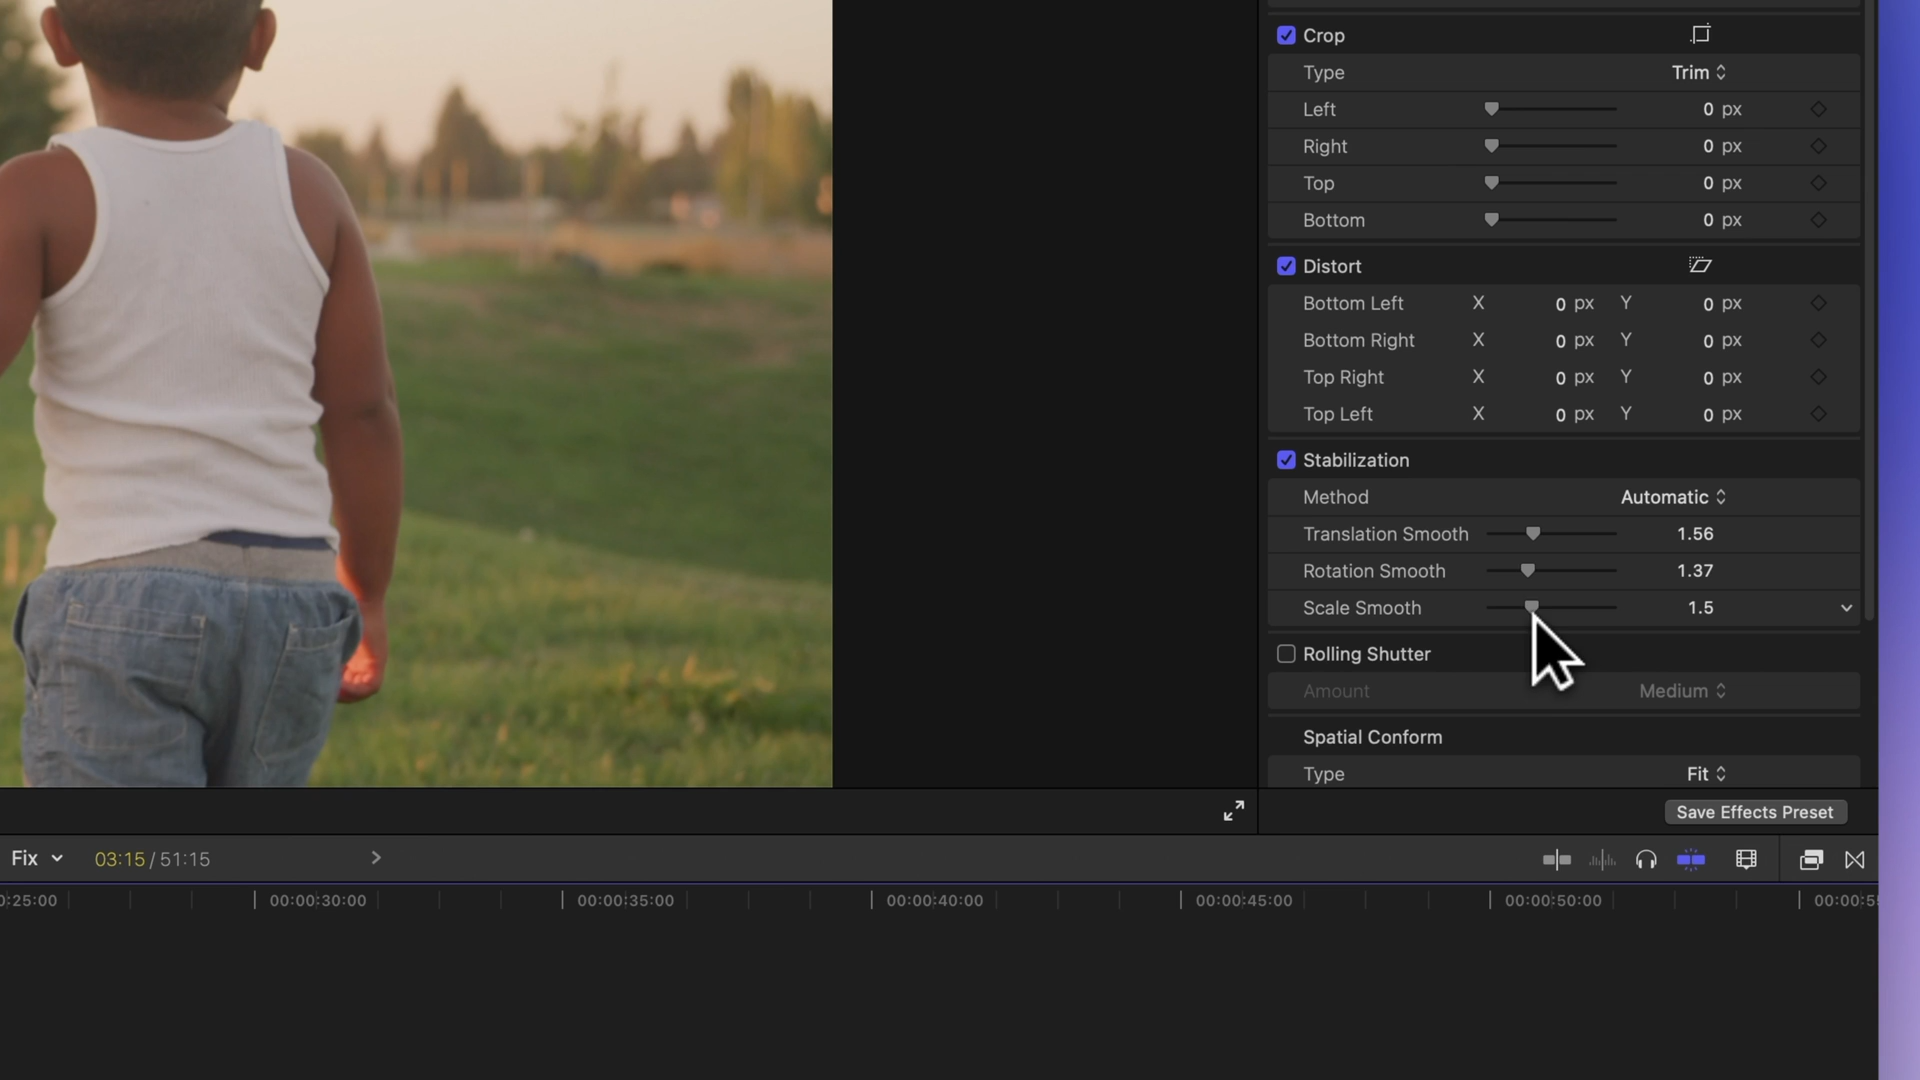 Crop
Type Trim
Left 0 px
Right 0 px
Top 0 px
Bottom 0 px
Distort
Bottom Left X 0 px Y 0 px
Bottom Right X 0 px Y 0 px
Top Right X 0 px Y 0 px
Top Left X 0 px Y 0 px
Stabilization
Method Automatic
Translation Smooth 1.56
Rotation Smooth 1.37
Scale Smooth 1.5
Rolling Shutter
Amount Medium
Spatial Conform
Type Fit
Save Effects Preset
Fix 03:15 / 51:15
0:25:00 00:00:30:00 00:00:35:00 00:00:40:00 00:00:45:00 00:00:50:00 00:00:5